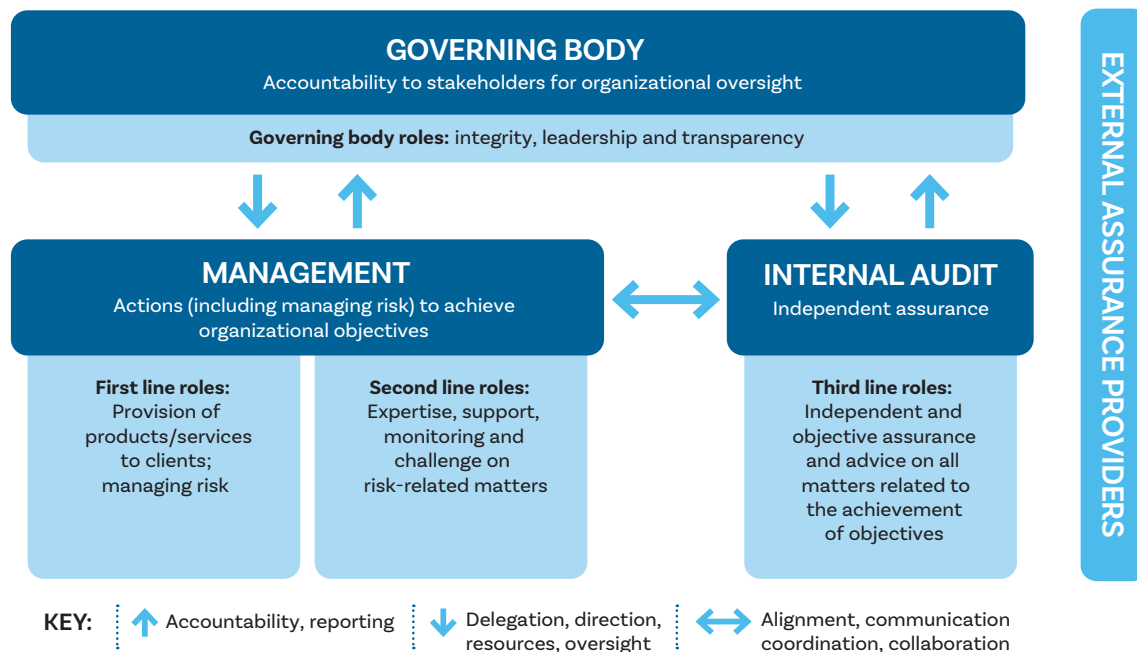 GOVERNING BODY
Accountability to stakeholders for organizational oversight
Governing body roles: integrity, leadership and transparency
MANAGEMENT
Actions (including managing risk) to achieve
organizational objectives
First line roles:
Provision of
products/services
to clients;
managing risk
Second line roles:
Expertise, support,
monitoring and
challenge on
risk-related matters
INTERNAL AUDIT
Independent assurance
Third line roles:
Independent and
objective assurance
and advice on all
matters related to
the achievement
of objectives
EXTERNAL ASSURANCE PROVIDERS
KEY:
Accountability, reporting
Delegation, direction,
resources, oversight
Alignment, communication
coordination, collaboration